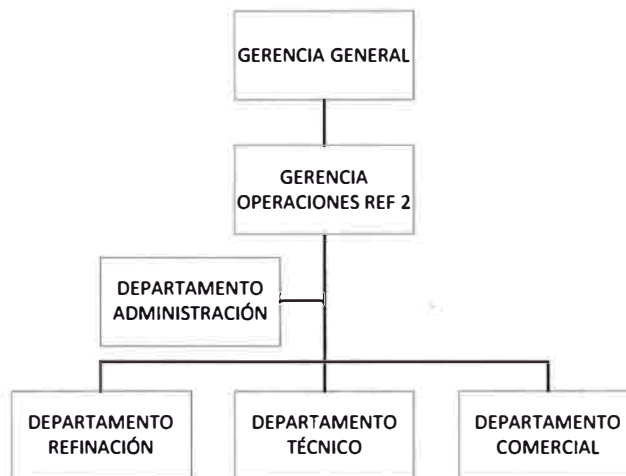 GERENCIA GENERAL
GERENCIA
OPERACIONES REF 2
DEPARTAMENTO
ADMINISTRACIÓN
DEPARTAMENTO
REFINACIÓN
DEPARTAMENTO
TÉCNICO
DEPARTAMENTO
COMERCIAL